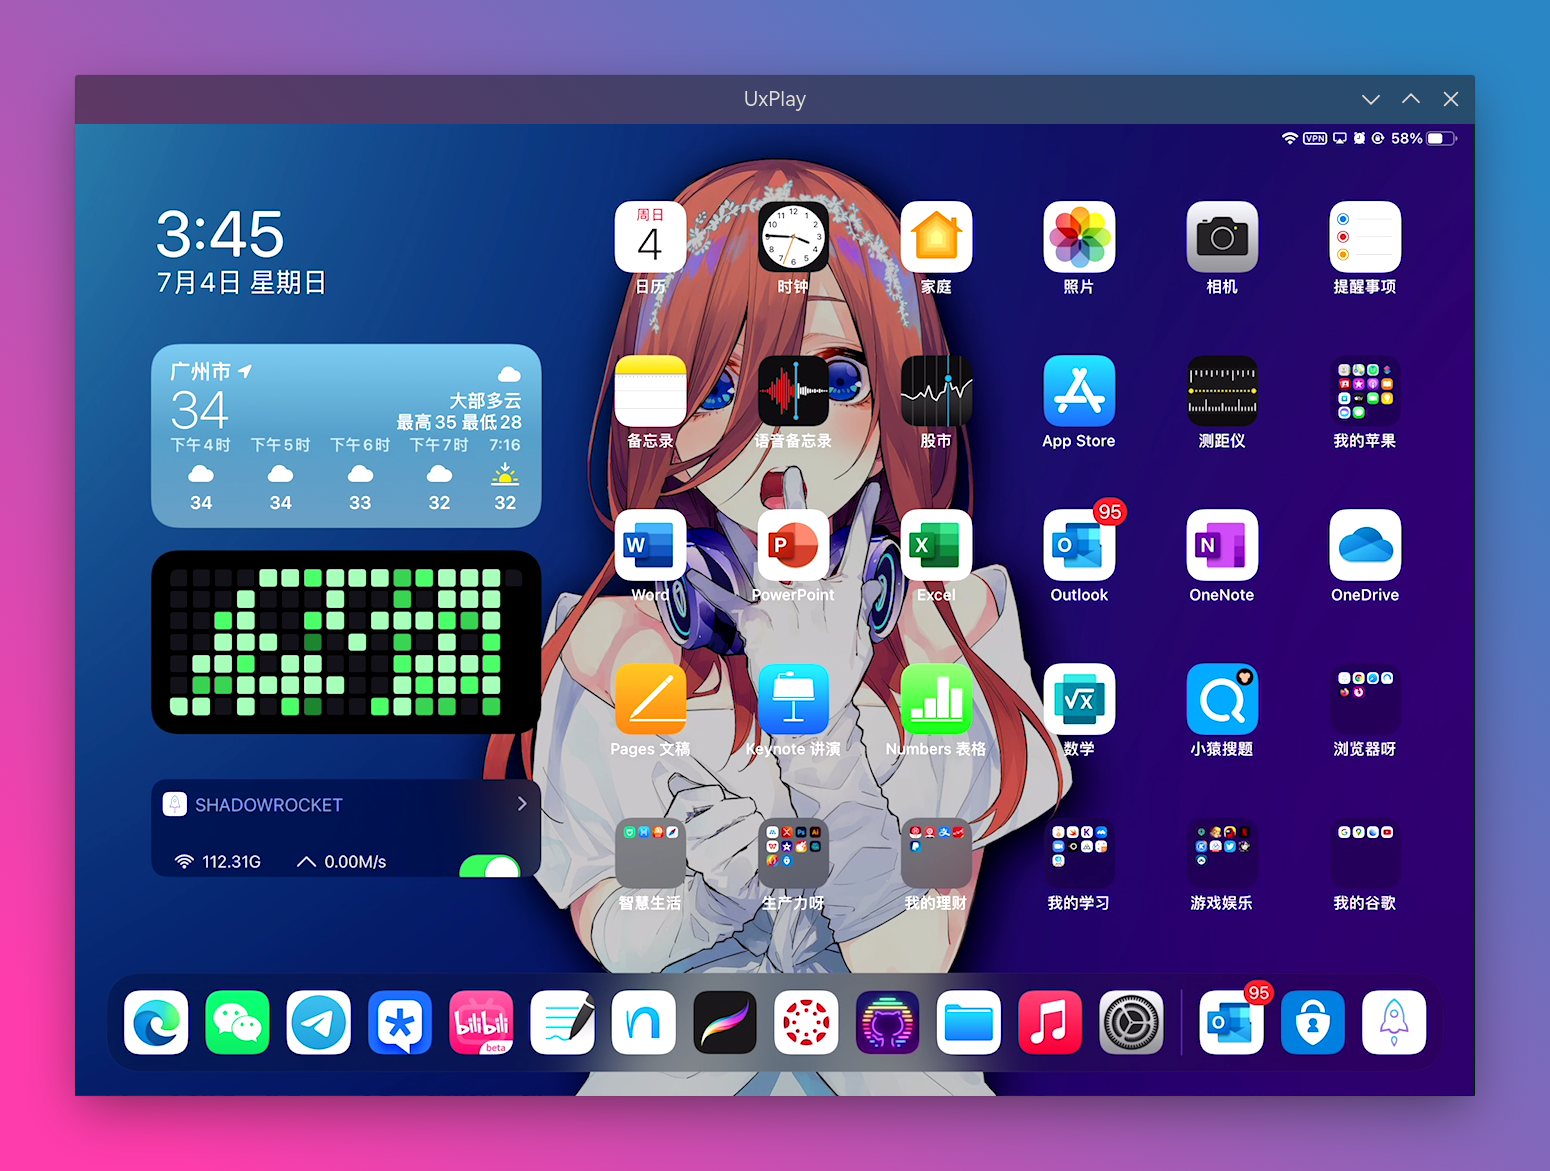 UxPlay
VPN 58%
3:45
7月4日 星期日
广州市
34
大部多云
最高35 最低28
下午4时 下午5时 下午6时 下午7时 7:16
34 34 33 32 32
SHADOWROCKET
112.31G 0.00M/s
周日
4
日历 时钟 家庭 照片 相机 提醒事项
备忘录 语音备忘录 股市 App Store 测距仪 我的苹果
95
Word PowerPoint Excel Outlook OneNote OneDrive
Pages 文稿 Keynote 讲演 Numbers 表格 数学 小猿搜题 浏览器呀
智慧生活 生产力呀 我的理财 我的学习 游戏娱乐 我的谷歌
bilibili
beta
95